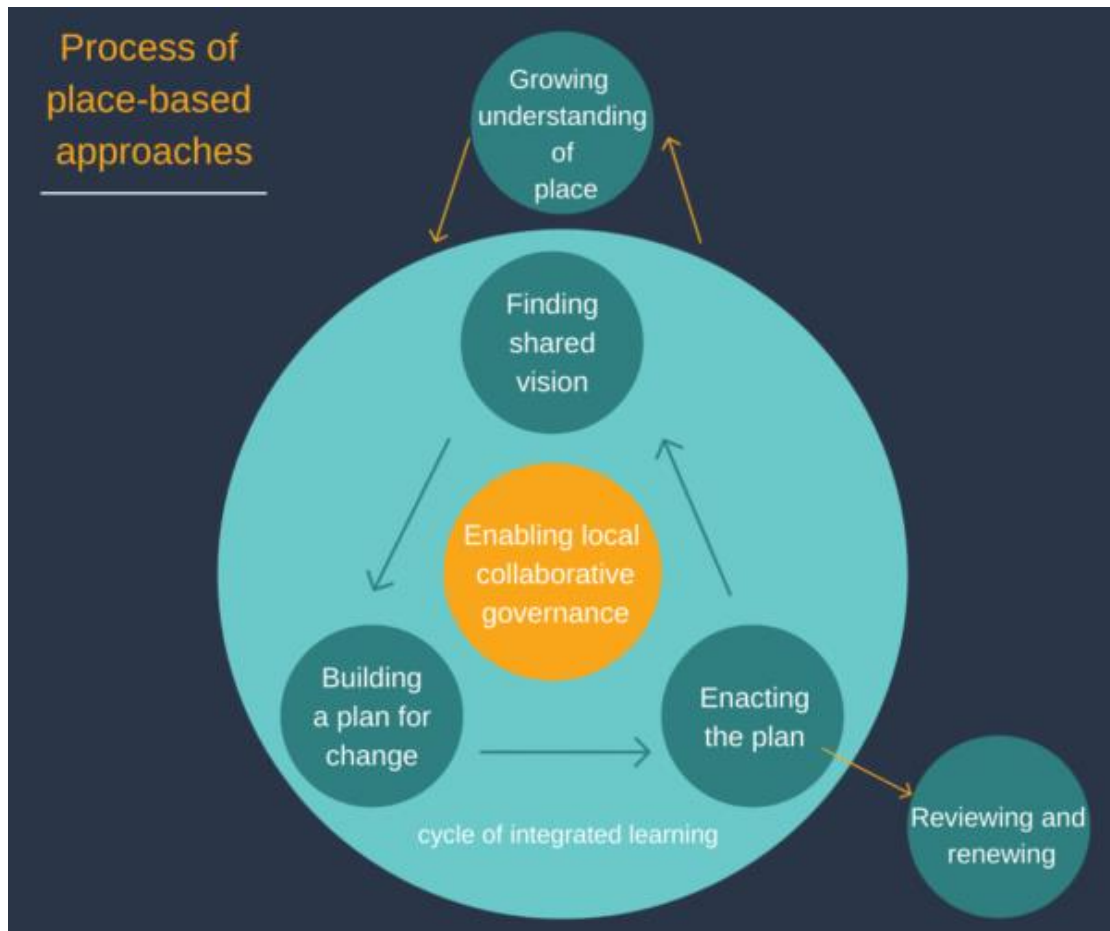 Process of
place-based
approaches
Growing
understanding
of
place
Finding
shared
vision
Enabling local
collaborative
governance
Building
a plan for
change
Enacting
the plan
cycle of integrated learning
Reviewing and
renewing